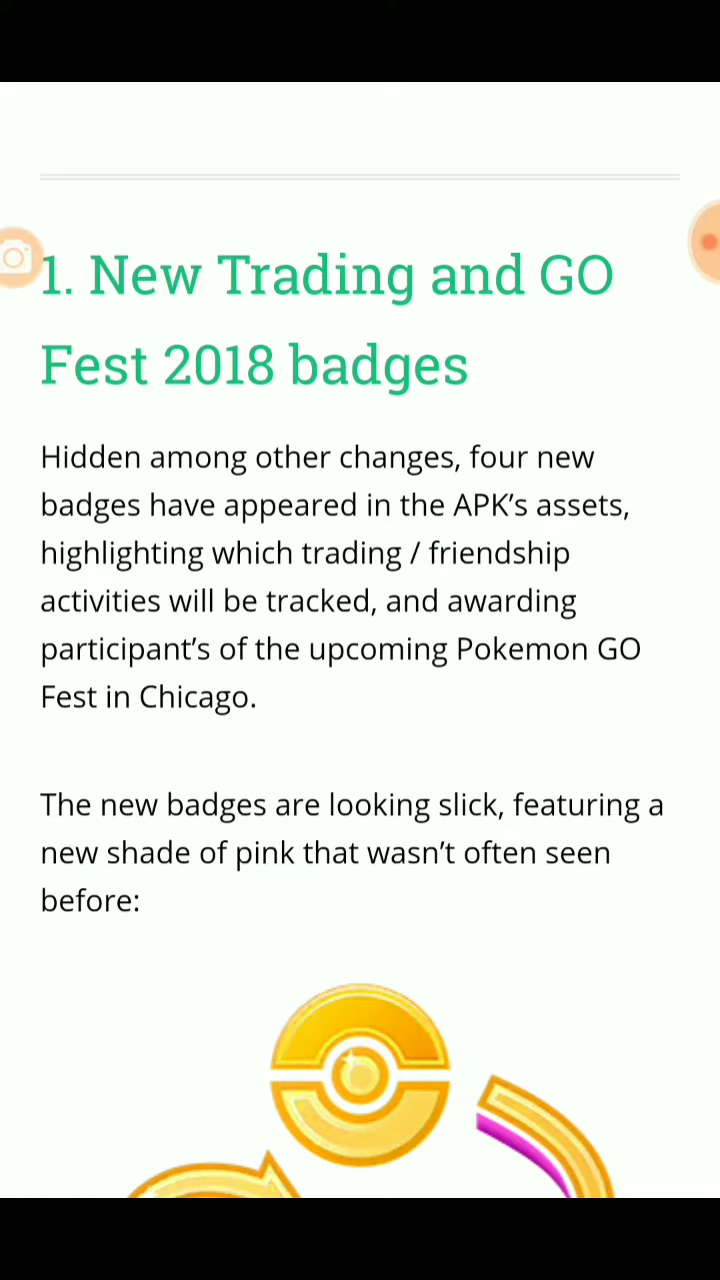 1. New Trading and GO
Fest 2018 badges
Hidden among other changes, four new
badges have appeared in the APK’s assets,
highlighting which trading / friendship
activities will be tracked, and awarding
participant’s of the upcoming Pokemon GO
Fest in Chicago.
The new badges are looking slick, featuring a
new shade of pink that wasn’t often seen
before: